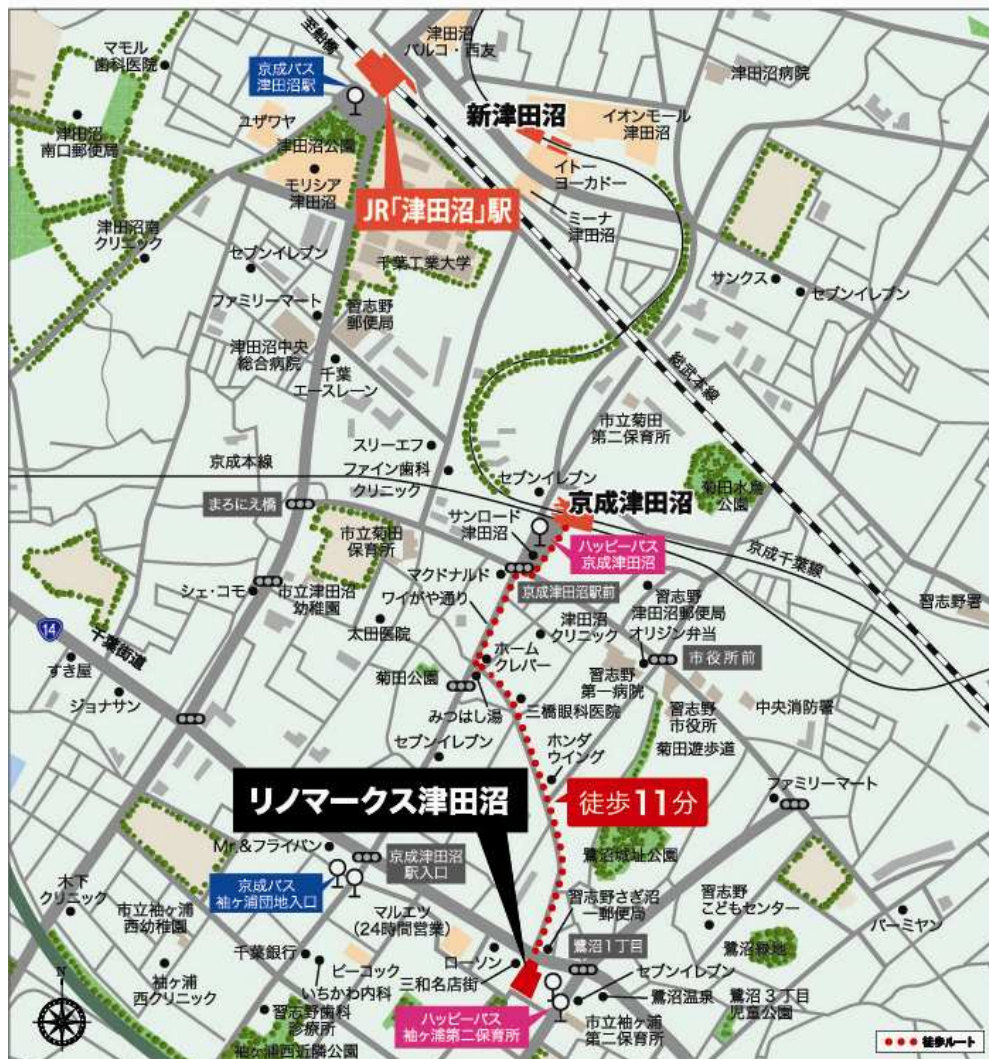 至船橋
津田沼
パルコ・西友
マモル
歯科医院
京成バス
津田沼駅
津田沼病院
新津田沼
イオンモール
津田沼
津田沼
南口郵便局
ユザワヤ
津田沼公園
イトー
ヨーカドー
モリシア
津田沼
JR「津田沼」駅
ミーナ
津田沼
津田沼南
クリニック
セブンイレブン
千葉工業大学
サンクス
セブンイレブン
ファミリーマート
習志野
郵便局
津田沼中央
総合病院
千葉
エースレーン
総武本線
市立菊田
第二保育所
スリーエフ
京成本線
ファイン歯科
クリニック
セブンイレブン
菊田水鳥
公園
まろにえ橋
京成津田沼
サンロード
津田沼
市立菊田
保育所
ハッピーバス
京成津田沼
京成千葉線
マクドナルド
京成津田沼駅前
シェ・コモ
市立津田沼
幼稚園
ワイがや通り
習志野
津田沼郵便局
習志野署
14
千葉街道
太田医院
津田沼
クリニック
オリジン弁当
市役所前
すき屋
ホーム
クレバー
習志野
第一病院
菊田公園
ジョナサン
みつはし湯
三橋眼科医院
習志野
市役所
中央消防署
セブンイレブン
ホンダ
ウイング
菊田遊歩道
ファミリーマート
リノマークス津田沼
徒歩11分
Mr.&フライパン
京成津田沼
駅入口
鷺沼城址公園
京成バス
袖ヶ浦団地入口
木下
クリニック
市立袖ヶ浦
西幼稚園
マルエツ
(24時間営業)
習志野さぎ沼
一郵便局
習志野
こどもセンター
バーミヤン
千葉銀行
ローソン
鷺沼1丁目
鷺沼緑地
袖ヶ浦
西クリニック
ピーコック
いちかわ内科
三和名店街
セブンイレブン
鷺沼温泉
鷺沼3丁目
児童公園
N
習志野歯科
診療所
ハッピーバス
袖ヶ浦第二保育所
市立袖ヶ浦
第二保育所
袖ヶ浦西近隣公園
徒歩ルート